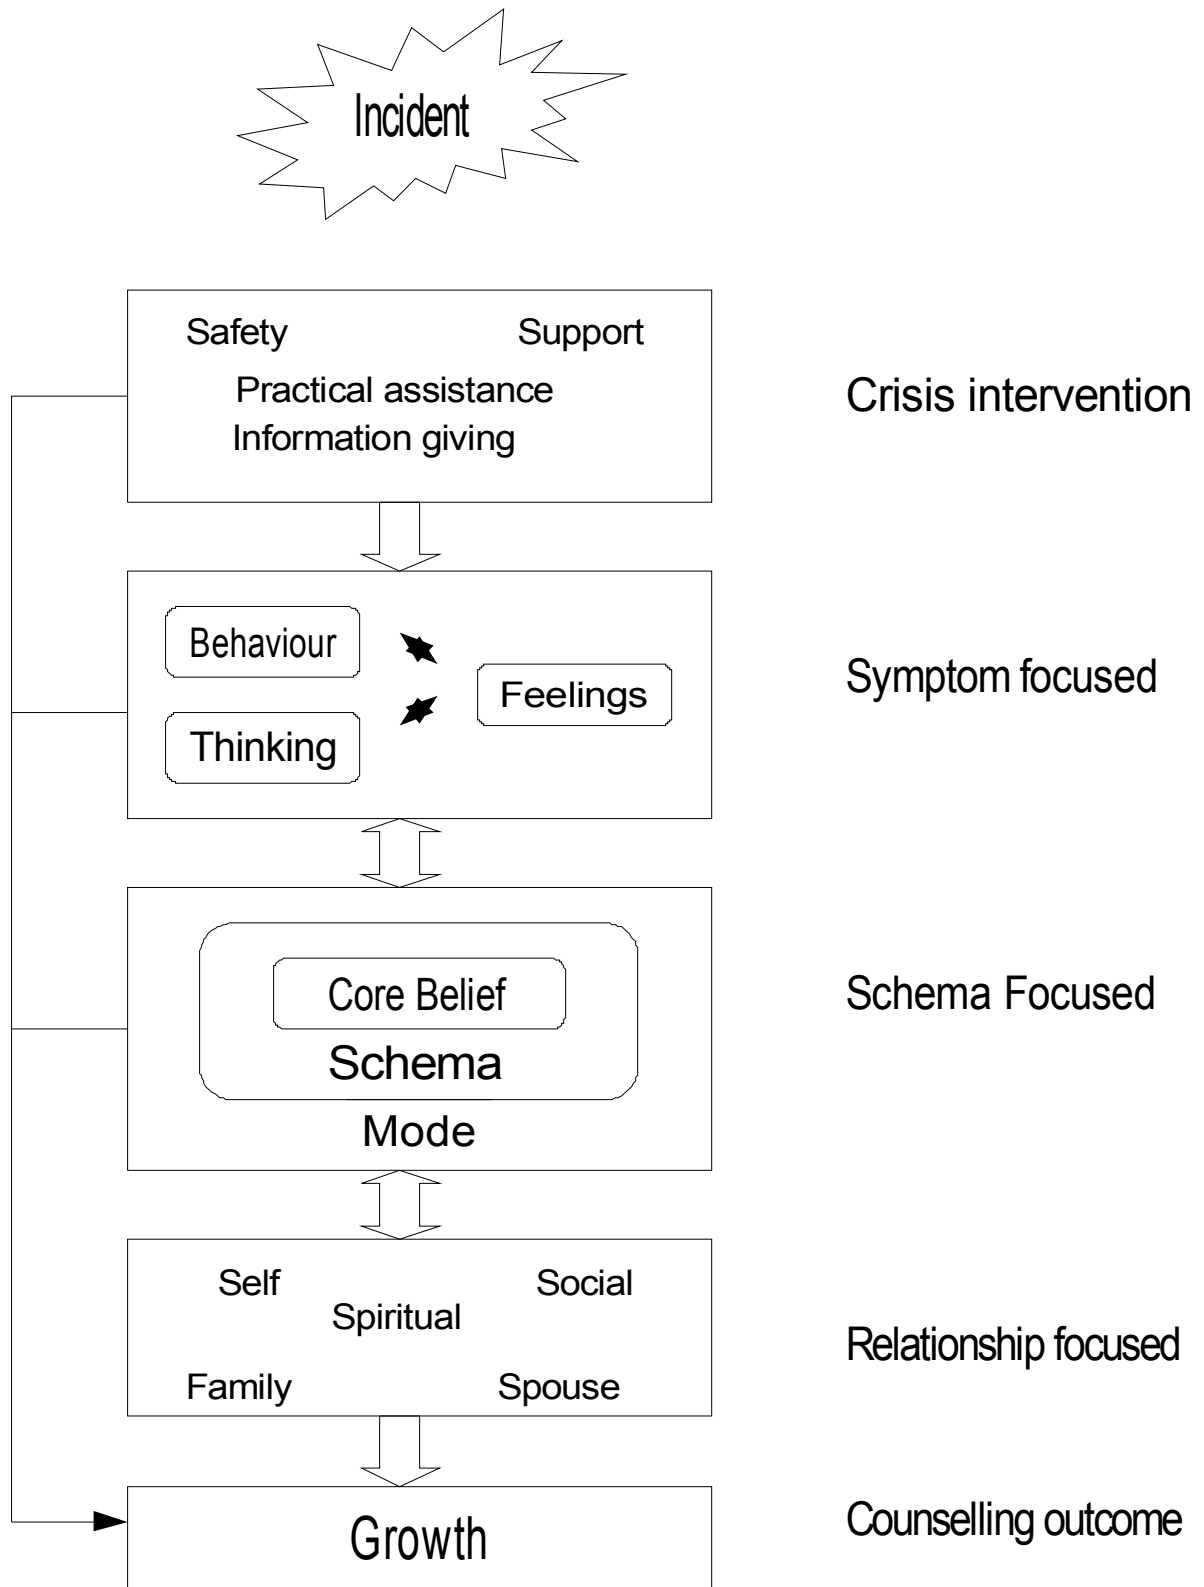 Incident
Safety Support
Practical assistance
Information giving
Crisis intervention
Behaviour
Thinking
Feelings
Symptom focused
Core Belief
Schema
Mode
Schema Focused
Self Social
Spiritual
Family Spouse
Relationship focused
Growth
Counselling outcome